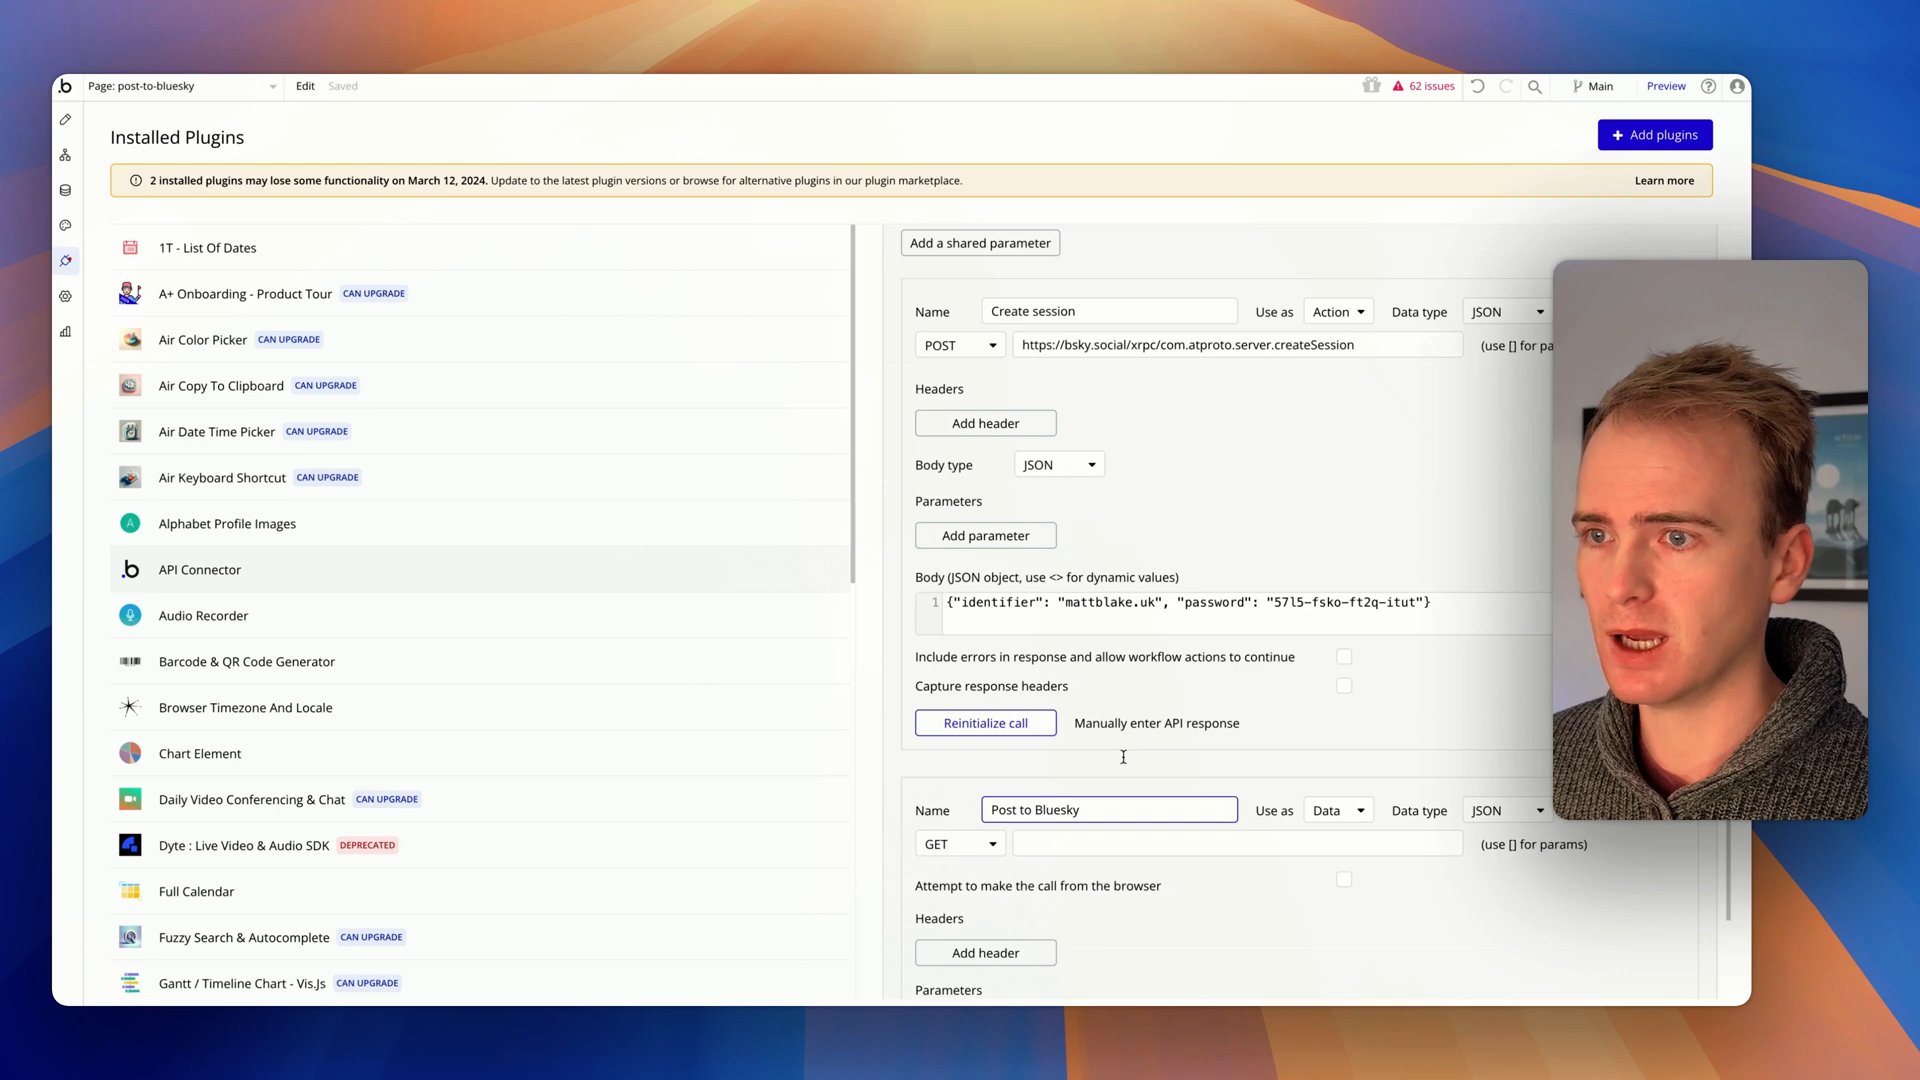 Page: post-to-bluesky
Edit
Saved
62 issues
Main
Preview
Installed Plugins
Add plugins
2 installed plugins may lose some functionality on March 12, 2024. Update to the latest plugin versions or browse for alternative plugins in our plugin marketplace.
Learn more
1T - List Of Dates
A+ Onboarding - Product Tour CAN UPGRADE
Air Color Picker CAN UPGRADE
Air Copy To Clipboard CAN UPGRADE
Air Date Time Picker CAN UPGRADE
Air Keyboard Shortcut CAN UPGRADE
A Alphabet Profile Images
.b API Connector
Audio Recorder
Barcode & QR Code Generator
Browser Timezone And Locale
Chart Element
Daily Video Conferencing & Chat CAN UPGRADE
Dyte : Live Video & Audio SDK DEPRECATED
Full Calendar
Fuzzy Search & Autocomplete CAN UPGRADE
Gantt / Timeline Chart - Vis.Js CAN UPGRADE
Add a shared parameter
Name Create session Use as Action Data type JSON
POST https://bsky.social/xrpc/com.atproto.server.createSession (use [] for pa
Headers
Add header
Body type JSON
Parameters
Add parameter
Body (JSON object, use <> for dynamic values)
1 {"identifier": "mattblake.uk", "password": "57l5-fsko-ft2q-itut"}
Include errors in response and allow workflow actions to continue
Capture response headers
Reinitialize call Manually enter API response
Name Post to Bluesky Use as Data Data type JSON
GET (use [] for params)
Attempt to make the call from the browser
Headers
Add header
Parameters